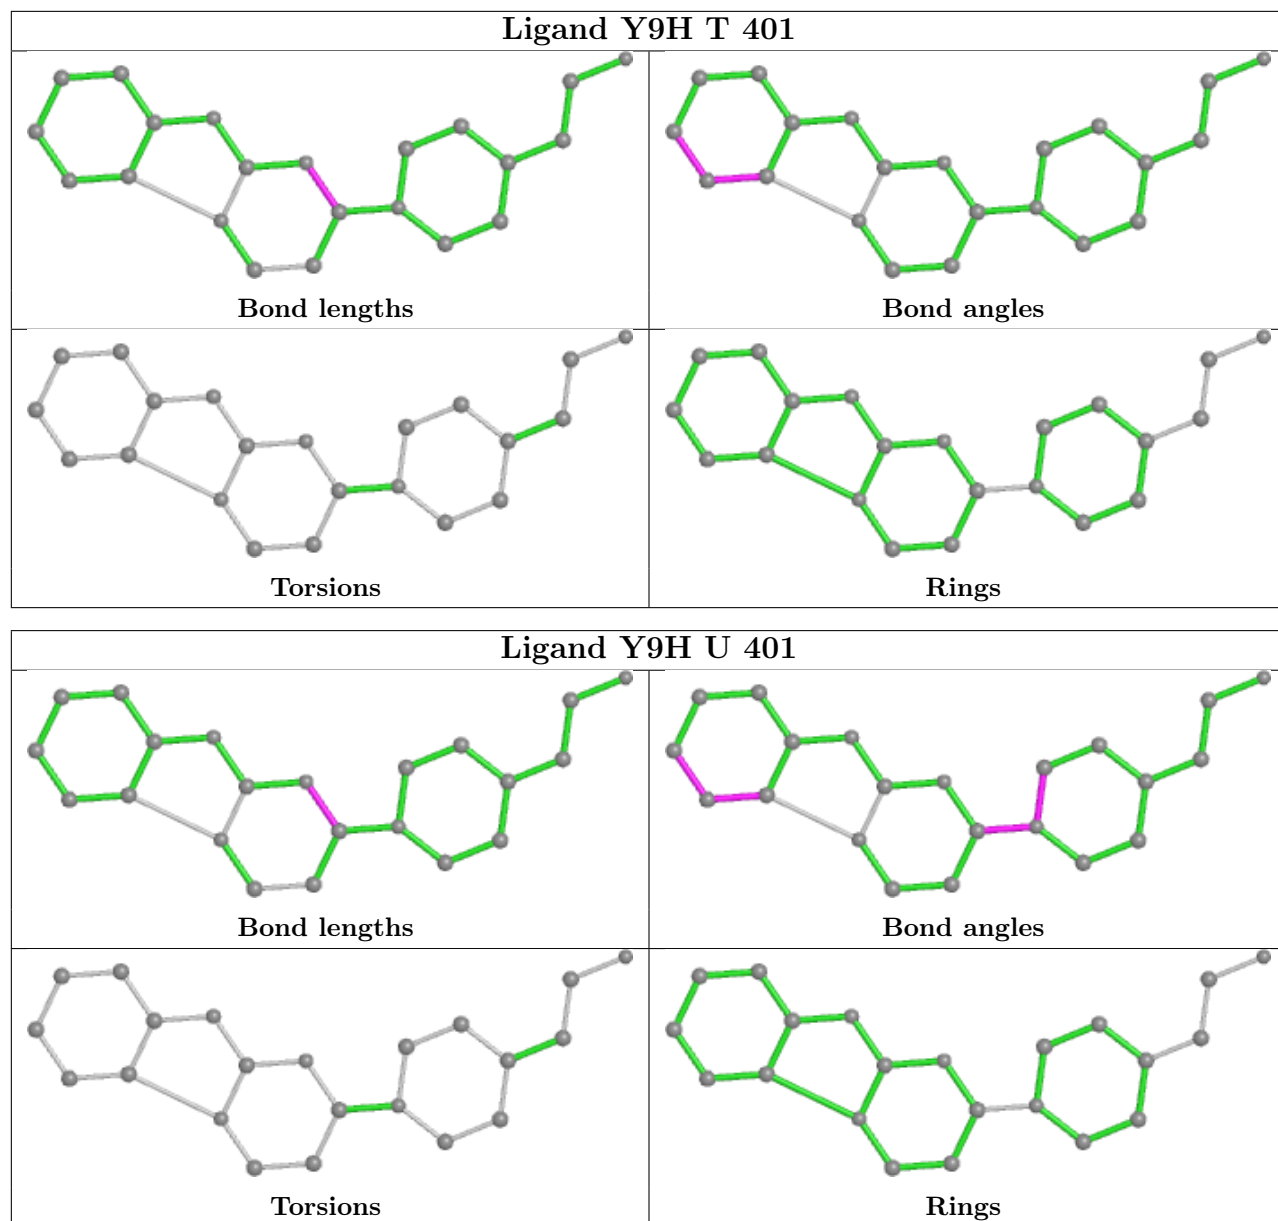 Ligand Y9H T 401
Bond lengths
Bond angles
Torsions
Rings
Ligand Y9H U 401
Bond lengths
Bond angles
Torsions
Rings